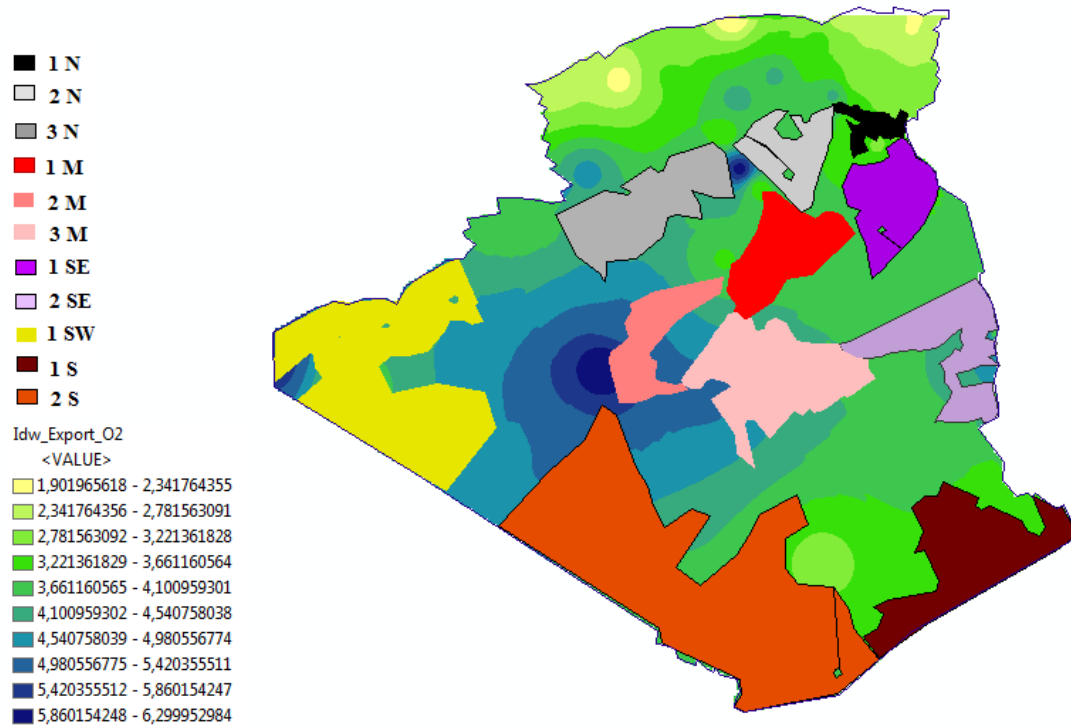 1 N
2 N
3 N
1 M
2 M
3 M
1 SE
2 SE
1 SW
1 S
2 S
Idw_Export_O2
<VALUE>
1,901965618 - 2,341764355
2,341764356 - 2,781563091
2,781563092 - 3,221361828
3,221361829 - 3,661160564
3,661160565 - 4,100959301
4,100959302 - 4,540758038
4,540758039 - 4,980556774
4,980556775 - 5,420355511
5,420355512 - 5,860154247
5,860154248 - 6,299952984